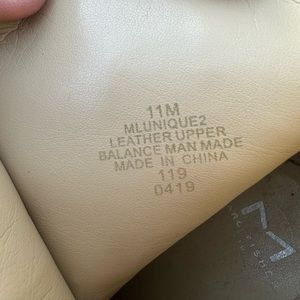 11M
MLUNIQUE2
LEATHER UPPER
BALANCE MAN MADE
MADE IN CHINA
119
0419